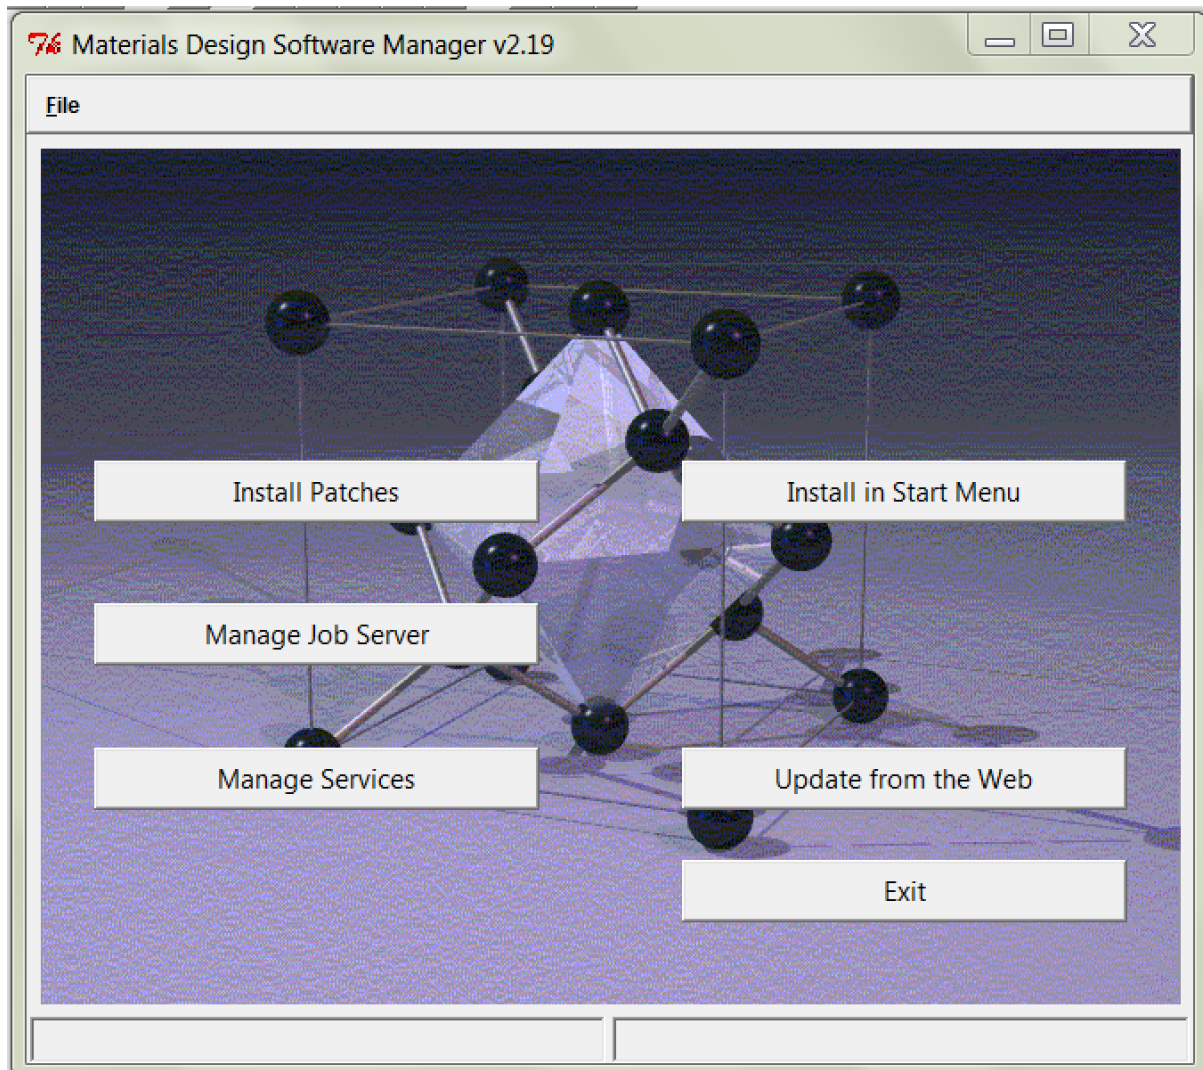 76 Materials Design Software Manager v2.19
File
Install Patches
Install in Start Menu
Manage Job Server
Manage Services
Update from the Web
Exit